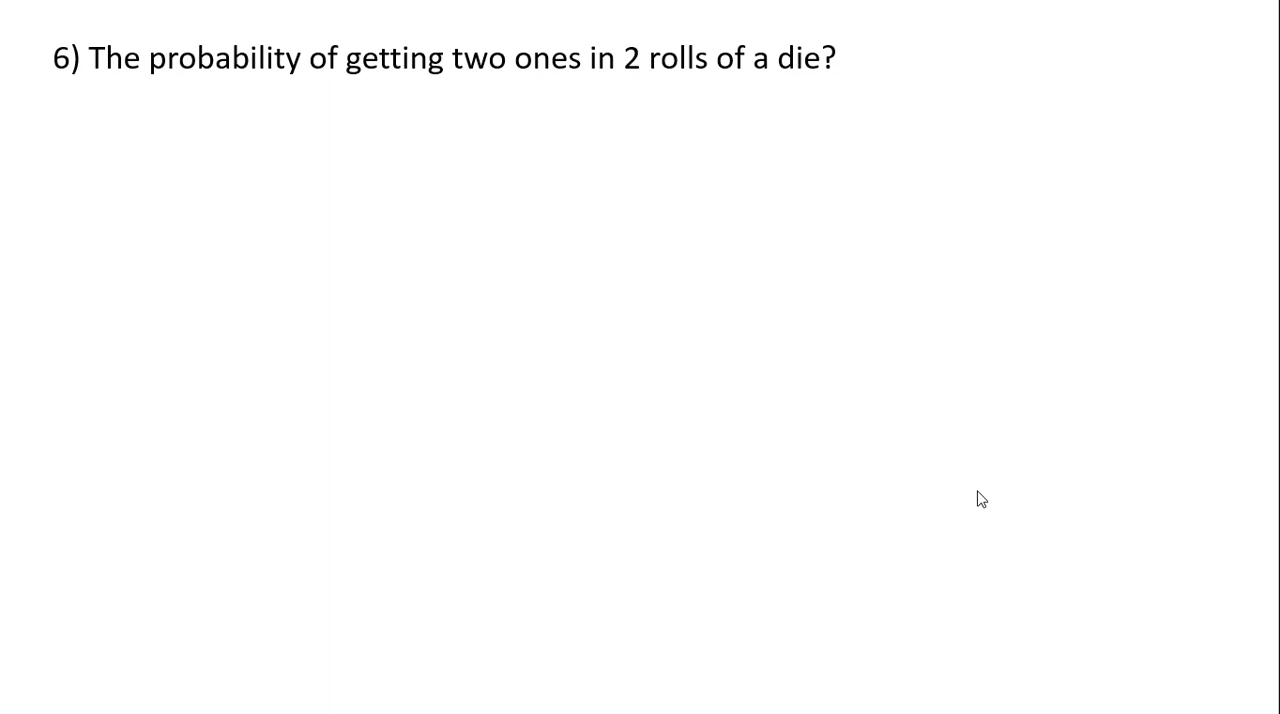 6) The probability of getting two ones in 2 rolls of a die?